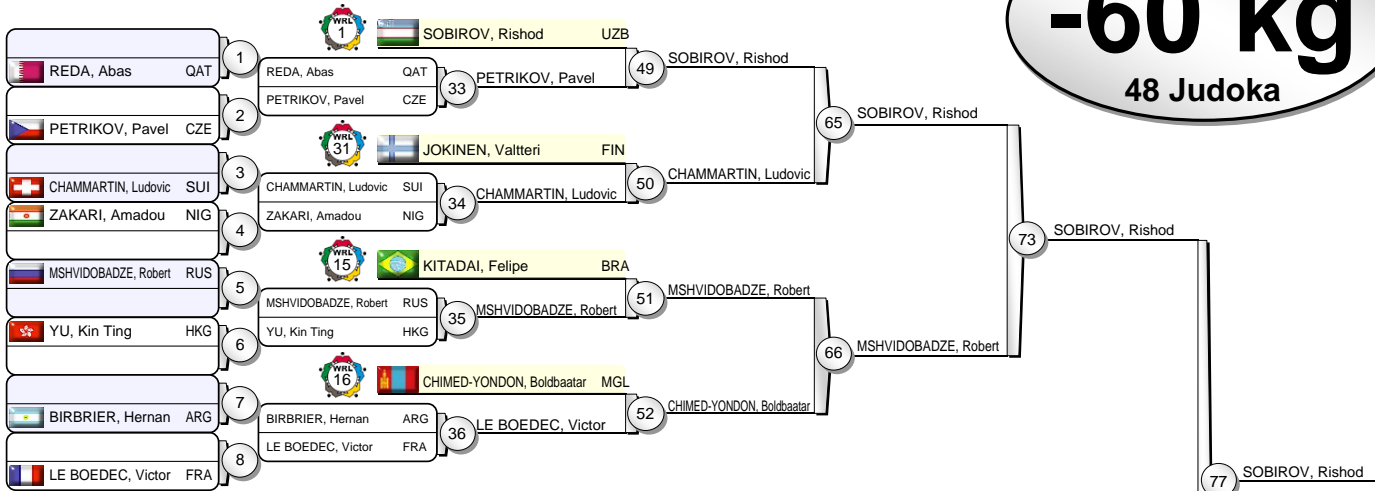 -60 kg
48 Judoka
WRL
1
SOBIROV, Rishod UZB
1
REDA, Abas QAT
REDA, Abas QAT
PETRIKOV, Pavel CZE
33
PETRIKOV, Pavel
49
SOBIROV, Rishod
2
PETRIKOV, Pavel CZE
65
SOBIROV, Rishod
WRL
31
JOKINEN, Valtteri FIN
3
CHAMMARTIN, Ludovic SUI
CHAMMARTIN, Ludovic SUI
ZAKARI, Amadou NIG
34
CHAMMARTIN, Ludovic
50
CHAMMARTIN, Ludovic
ZAKARI, Amadou NIG
4
73
SOBIROV, Rishod
WRL
15
KITADAI, Felipe BRA
MSHVIDOBADZE, Robert RUS
5
MSHVIDOBADZE, Robert RUS
YU, Kin Ting HKG
35
MSHVIDOBADZE, Robert
51
MSHVIDOBADZE, Robert
YU, Kin Ting HKG
6
66
MSHVIDOBADZE, Robert
WRL
16
CHIMED-YONDON, Boldbaatar MGL
7
BIRBRIER, Hernan ARG
BIRBRIER, Hernan ARG
LE BOEDEC, Victor FRA
36
LE BOEDEC, Victor
52
CHIMED-YONDON, Boldbaatar
8
LE BOEDEC, Victor FRA
77
SOBIROV, Rishod